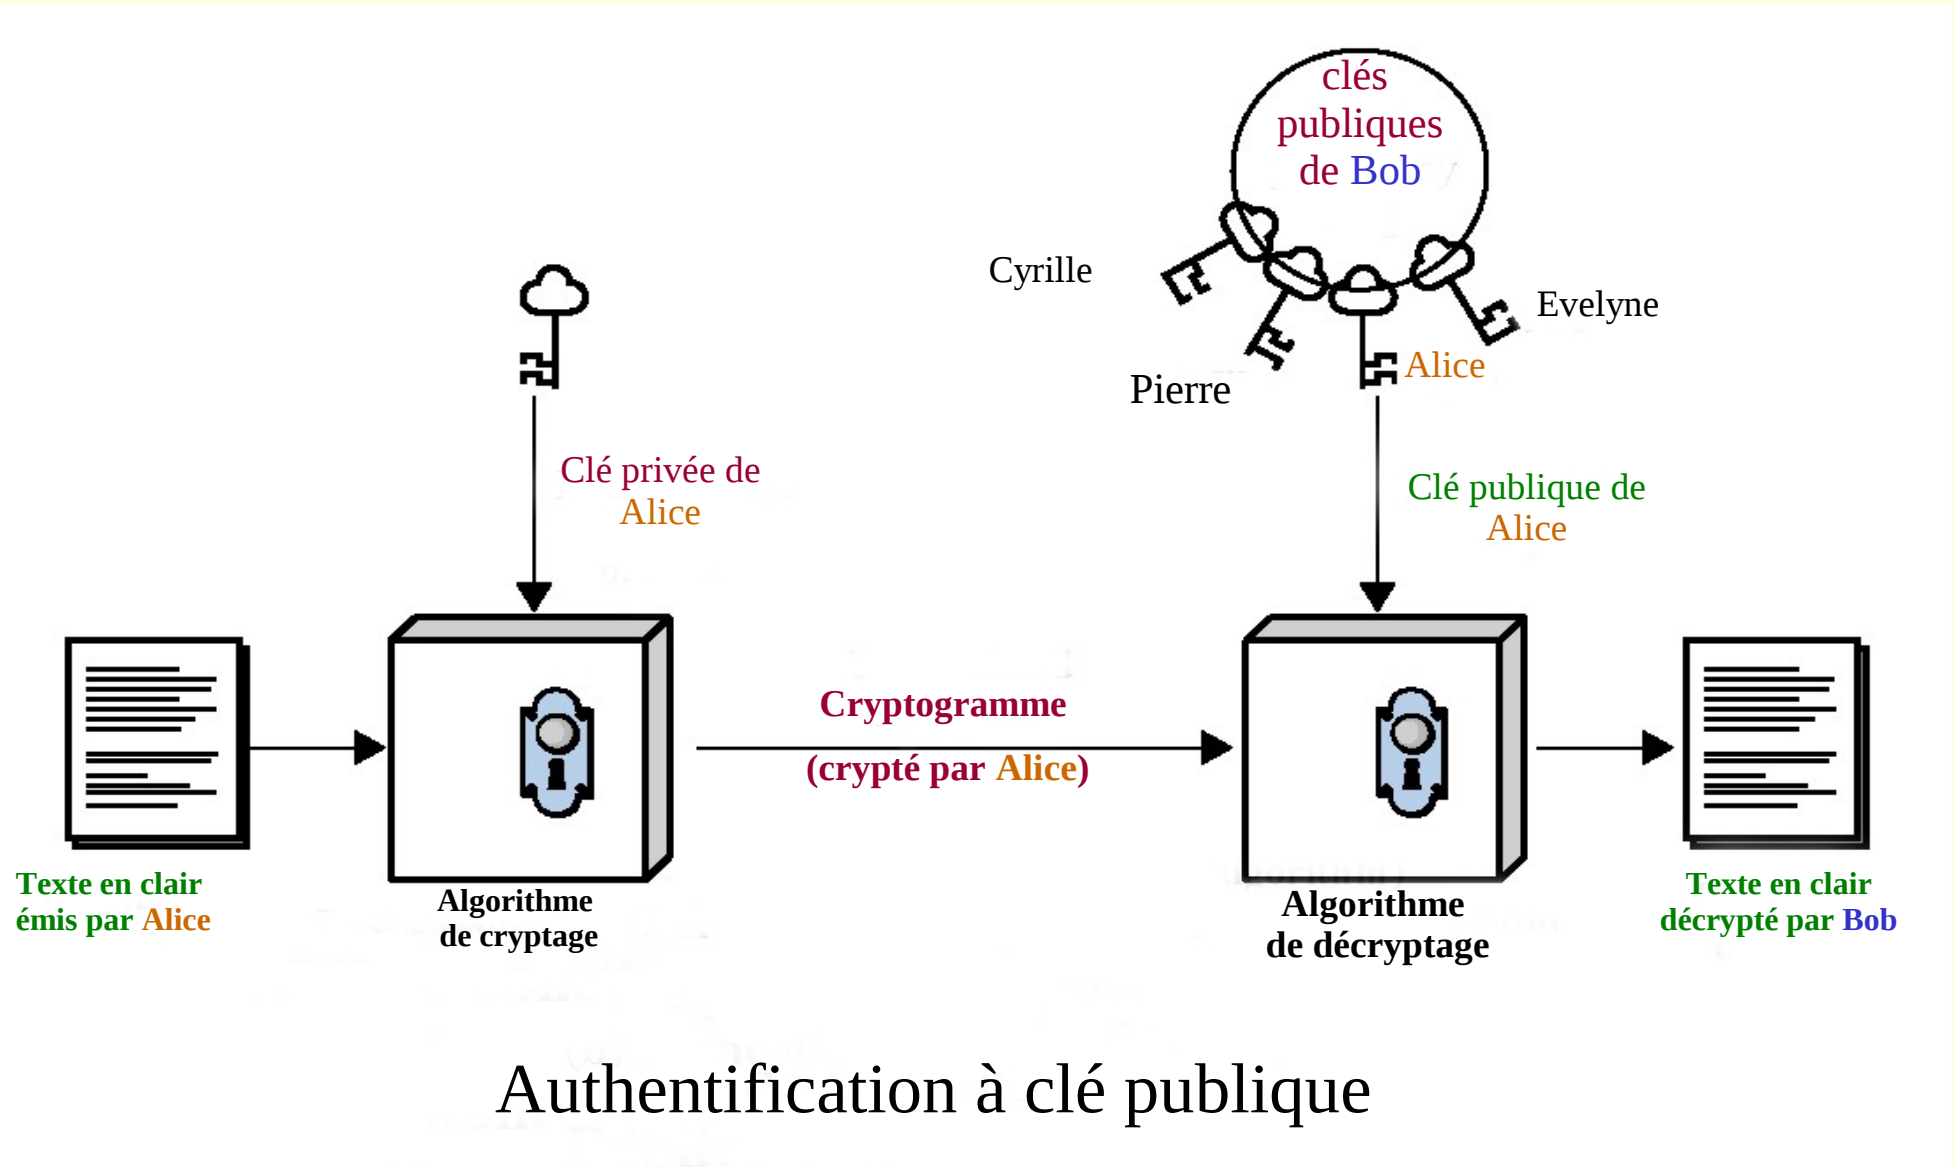 clés
publiques
de Bob
Cyrille
Evelyne
Alice
Pierre
Clé privée de
Alice
Clé publique de
Alice
Cryptogramme
(crypté par Alice)
Texte en clair
émis par Alice
Algorithme
de cryptage
Algorithme
de décryptage
Texte en clair
décrypté par Bob
Authentification à clé publique